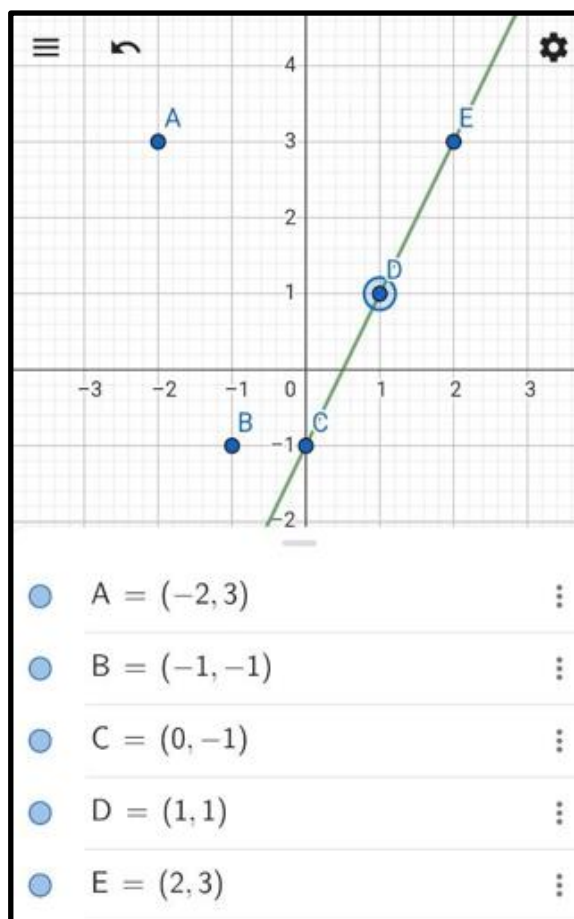 4
A
E
3
2
D
1
−3 −2 −1 0 1 2 3
B
C
−1
−2
A = (−2, 3)
B = (−1, −1)
C = (0, −1)
D = (1, 1)
E = (2, 3)